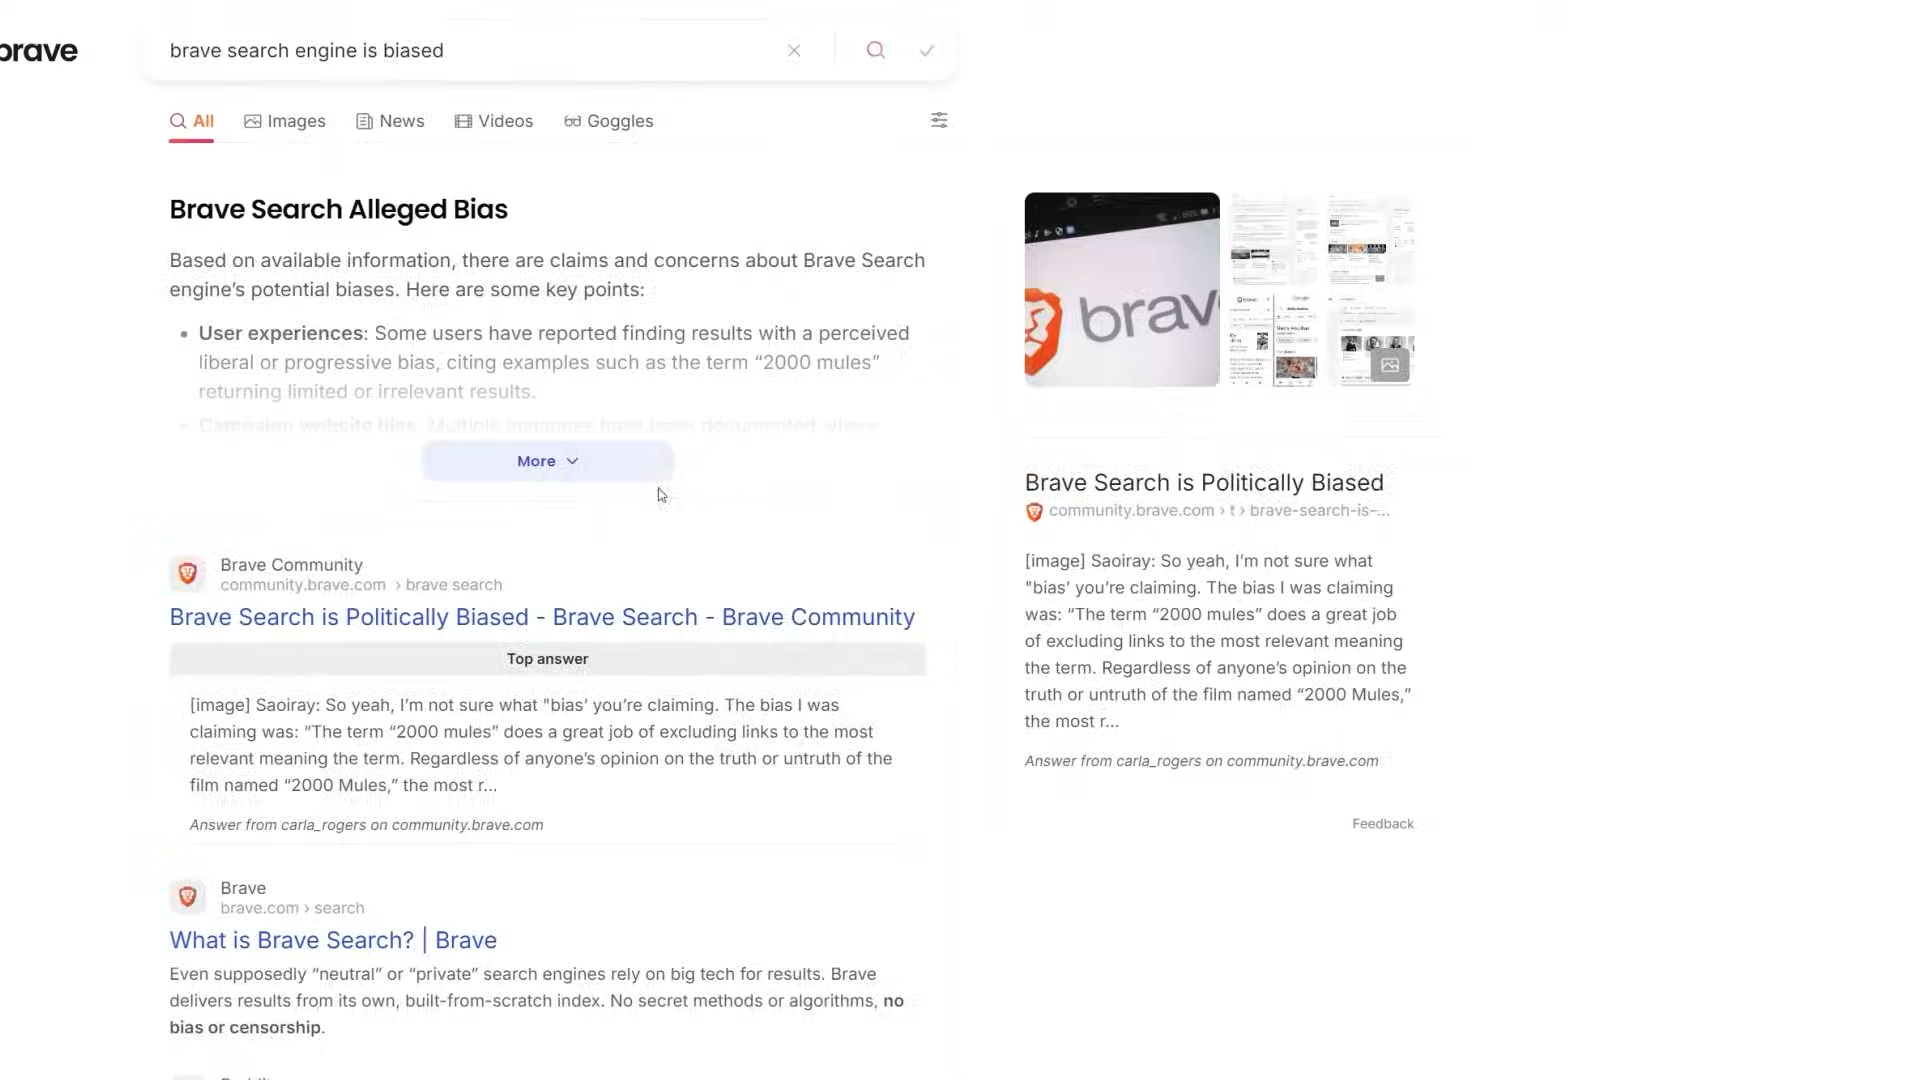 brave
brave search engine is biased
All Images News Videos Goggles
Brave Search Alleged Bias
Based on available information, there are claims and concerns about Brave Search
engine’s potential biases. Here are some key points:
• User experiences: Some users have reported finding results with a perceived
liberal or progressive bias, citing examples such as the term “2000 mules”
returning limited or irrelevant results.
• Campaign website bias: Multiple instances have been documented where
More
Brave Community
community.brave.com › brave search
Brave Search is Politically Biased - Brave Search - Brave Community
Top answer
[image] Saoiray: So yeah, I’m not sure what "bias’ you’re claiming. The bias I was
claiming was: “The term “2000 mules” does a great job of excluding links to the most
relevant meaning the term. Regardless of anyone’s opinion on the truth or untruth of the
film named “2000 Mules,” the most r...
Answer from carla_rogers on community.brave.com
Brave
brave.com › search
What is Brave Search? | Brave
Even supposedly “neutral” or “private” search engines rely on big tech for results. Brave
delivers results from its own, built-from-scratch index. No secret methods or algorithms, no
bias or censorship.
brav
Brave Search is Politically Biased
community.brave.com › t › brave-search-is-...
[image] Saoiray: So yeah, I’m not sure what
"bias’ you’re claiming. The bias I was claiming
was: “The term “2000 mules” does a great job
of excluding links to the most relevant meaning
the term. Regardless of anyone’s opinion on the
truth or untruth of the film named “2000 Mules,”
the most r...
Answer from carla_rogers on community.brave.com
Feedback